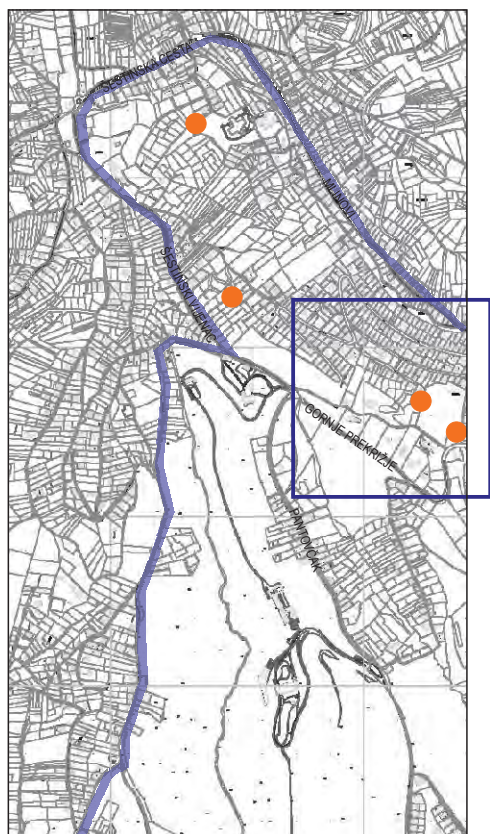 ŠESTINSKA CESTA
MLINOVI
ŠESTINSKI VIJENAC
GORNJE PREKRIŽJE
PANTOVČAK